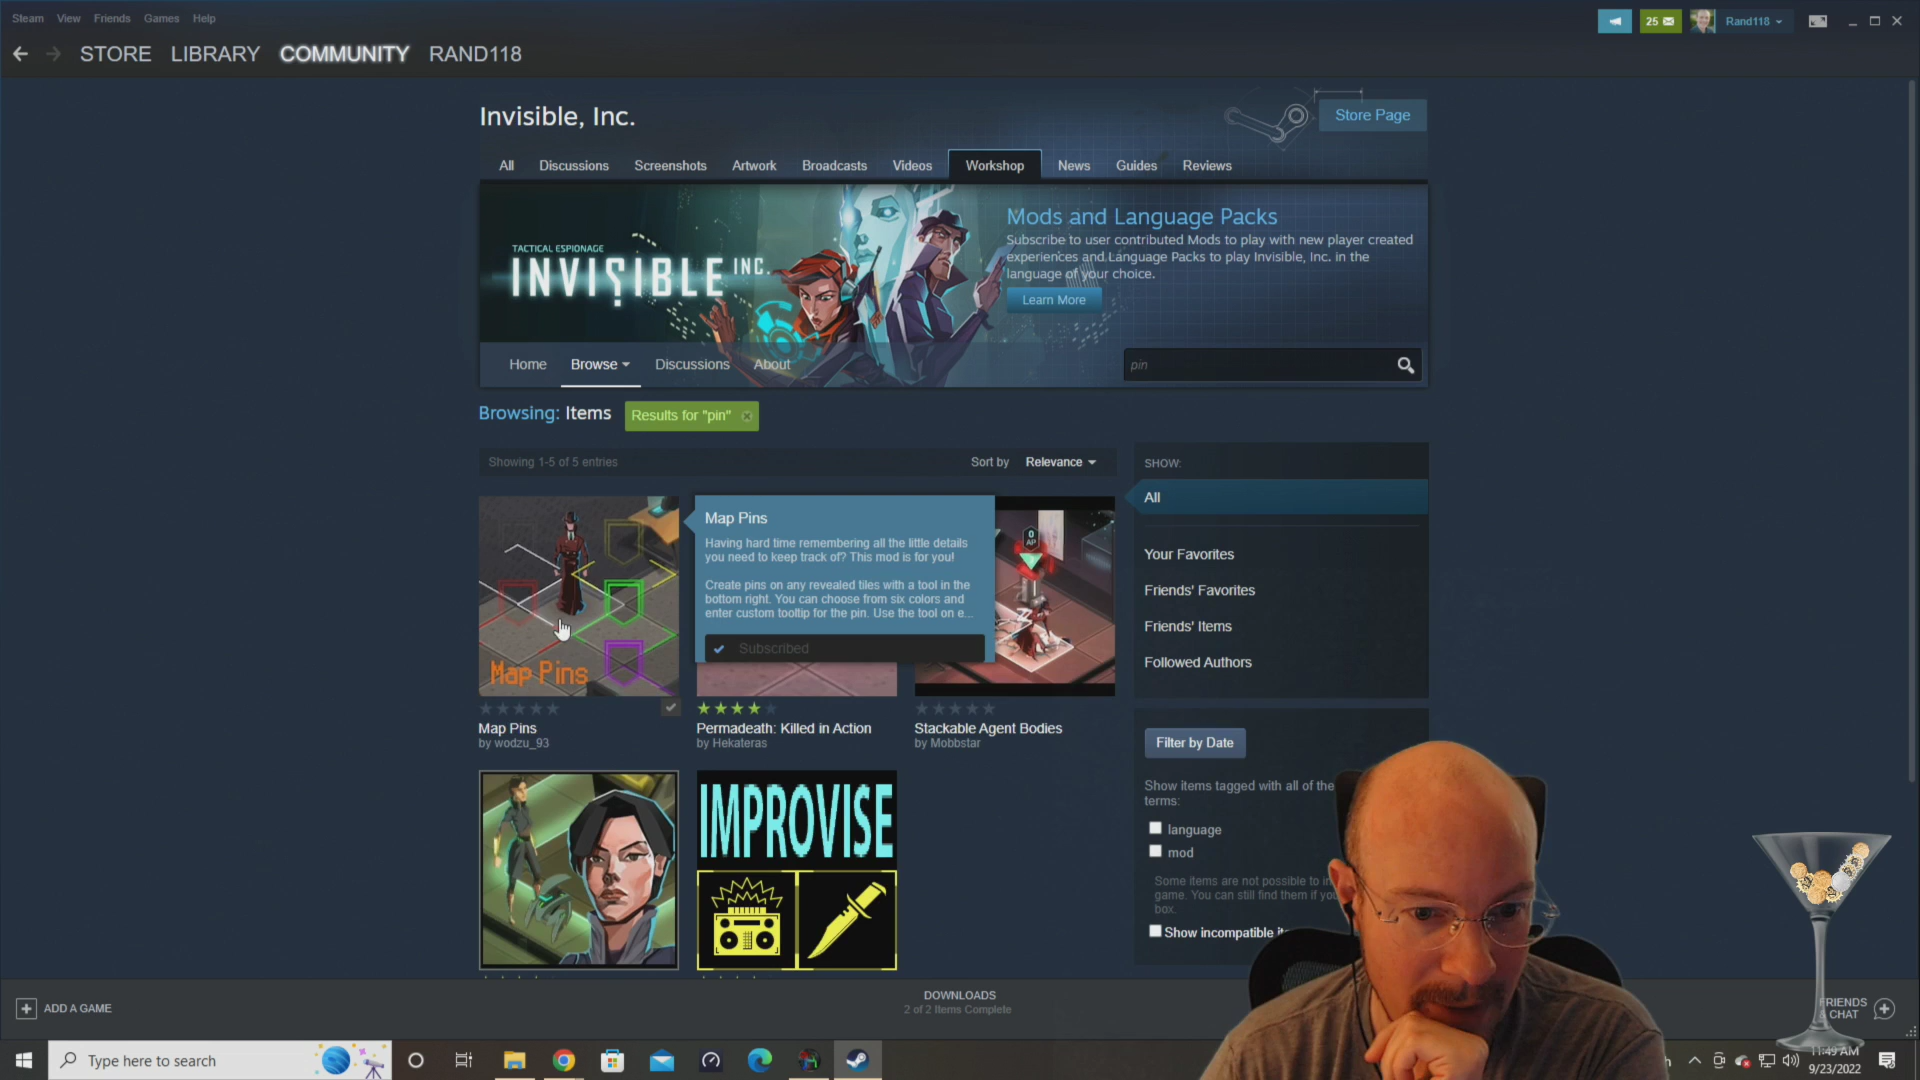 Steam View Friends Games Help
25 Rand118
STORE LIBRARY COMMUNITY RAND118
Invisible, Inc.
Store Page
All Discussions Screenshots Artwork Broadcasts Videos Workshop News Guides Reviews
TACTICAL ESPIONAGE
INVISIBLE INC.
Mods and Language Packs
Subscribe to user contributed Mods to play with new player created
experiences and Language Packs to play Invisible, Inc. in the
language of your choice.
Learn More
Home Browse Discussions About
pin
Browsing: Items Results for "pin"
Showing 1-5 of 5 entries
Sort by Relevance
Map Pins
Map Pins
Having hard time remembering all the little details
you need to keep track of? This mod is for you!
Create pins on any revealed tiles with a tool in the
bottom right. You can choose from six colors and
enter custom tooltip for the pin. Use the tool on e...
Subscribed
0
AP
Map Pins
by wodzu_93
Permadeath: Killed in Action
by Hekateras
Stackable Agent Bodies
by Mobbstar
IMPROVISE
SHOW:
All
Your Favorites
Friends' Favorites
Friends' Items
Followed Authors
Filter by Date
Show items tagged with all of the
terms:
language
mod
Some items are not possible to in
game. You can still find them if you
box.
Show incompatible
ADD A GAME
DOWNLOADS
2 of 2 Items Complete
FRIENDS
& CHAT
Type here to search
11:49 AM
9/23/2022